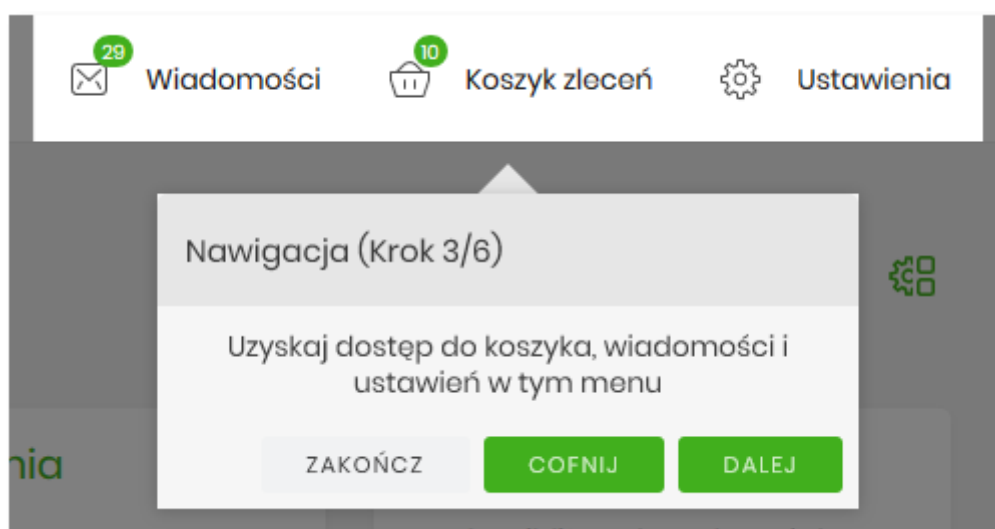 29
Wiadomości
10
Koszyk zleceń
Ustawienia
Nawigacja (Krok 3/6)
Uzyskaj dostęp do koszyka, wiadomości i
ustawień w tym menu
nia
ZAKOŃCZ COFNIJ DALEJ